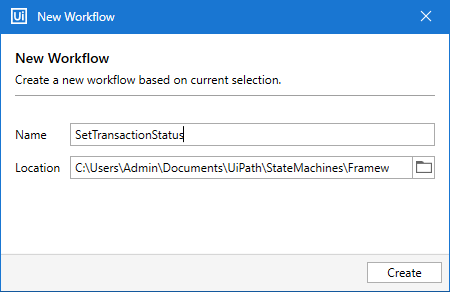 Ui New Workflow
New Workflow
Create a new workflow based on current selection.
Name SetTransactionStatus
Location C:\Users\Admin\Documents\UiPath\StateMachines\Framew
Create